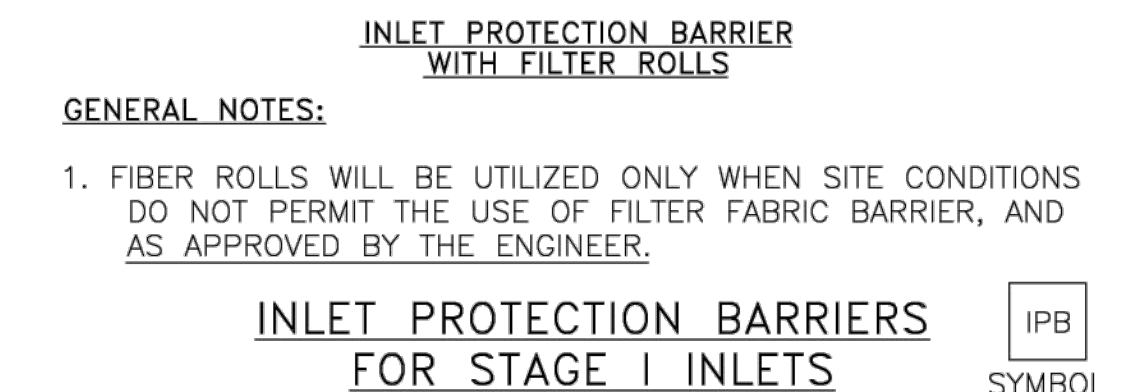 INLET PROTECTION BARRIER
WITH FILTER ROLLS
GENERAL NOTES:
1. FIBER ROLLS WILL BE UTILIZED ONLY WHEN SITE CONDITIONS
DO NOT PERMIT THE USE OF FILTER FABRIC BARRIER, AND
AS APPROVED BY THE ENGINEER.
INLET PROTECTION BARRIERS
FOR STAGE I INLETS
IPB
SYMBOL